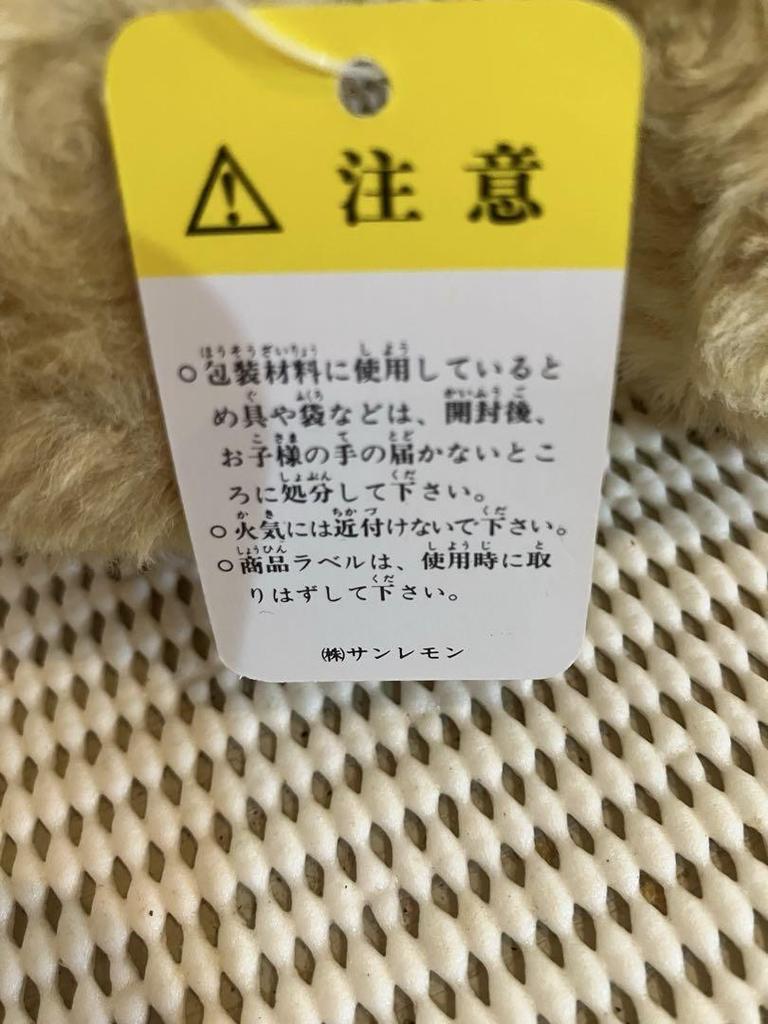 注意
○包装材料に使用していると
め具や袋などは、開封後、
お子様の手の届かないとこ
ろに処分して下さい。
○火気には近付けないで下さい。
○商品ラベルは、使用時に取
りはずして下さい。
㈱サンレモン